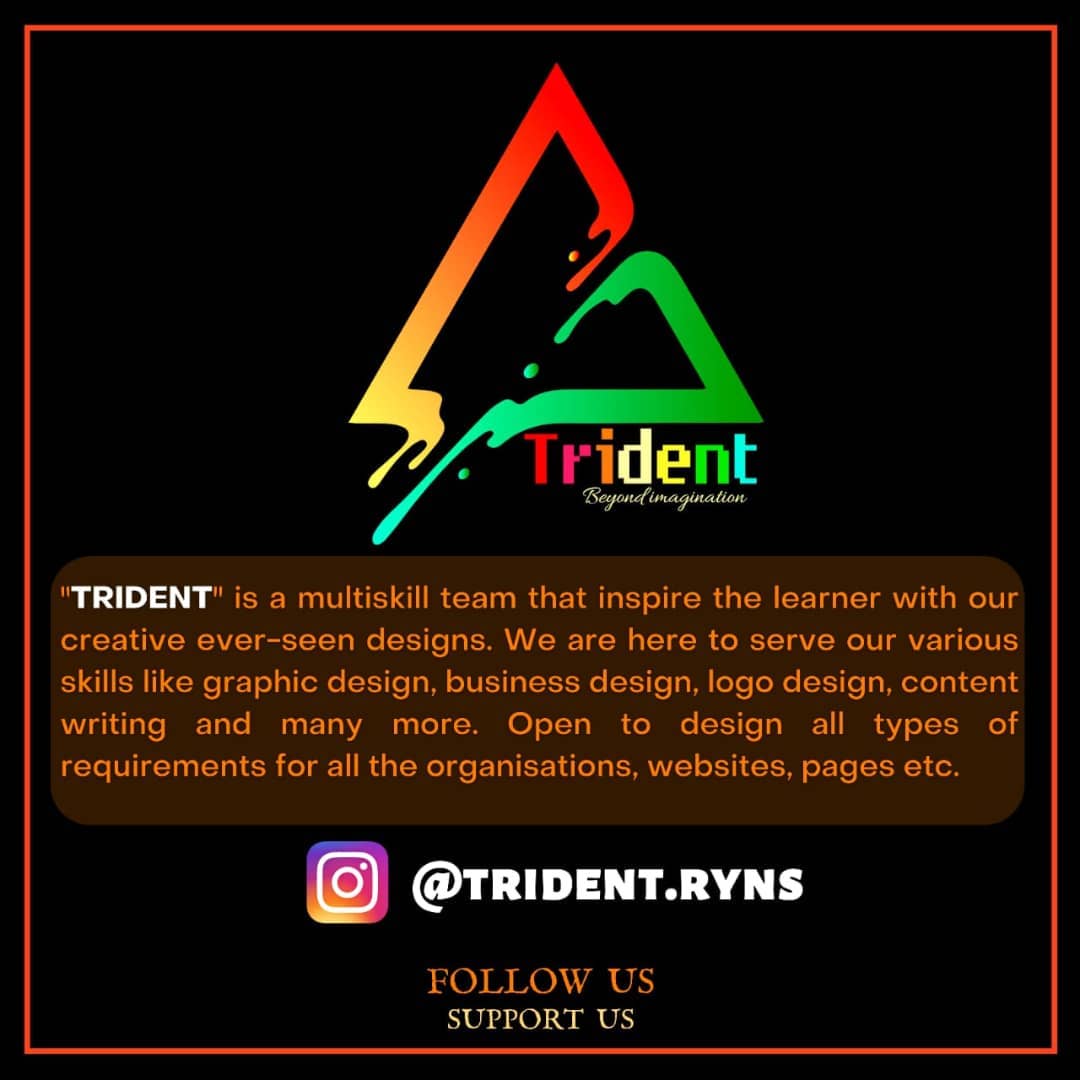 Trident
Beyond imagination
"TRIDENT" is a multiskill team that inspire the learner with our
creative ever-seen designs. We are here to serve our various
skills like graphic design, business design, logo design, content
writing and many more. Open to design all types of
requirements for all the organisations, websites, pages etc.
@TRIDENT.RYNS
FOLLOW US
SUPPORT US